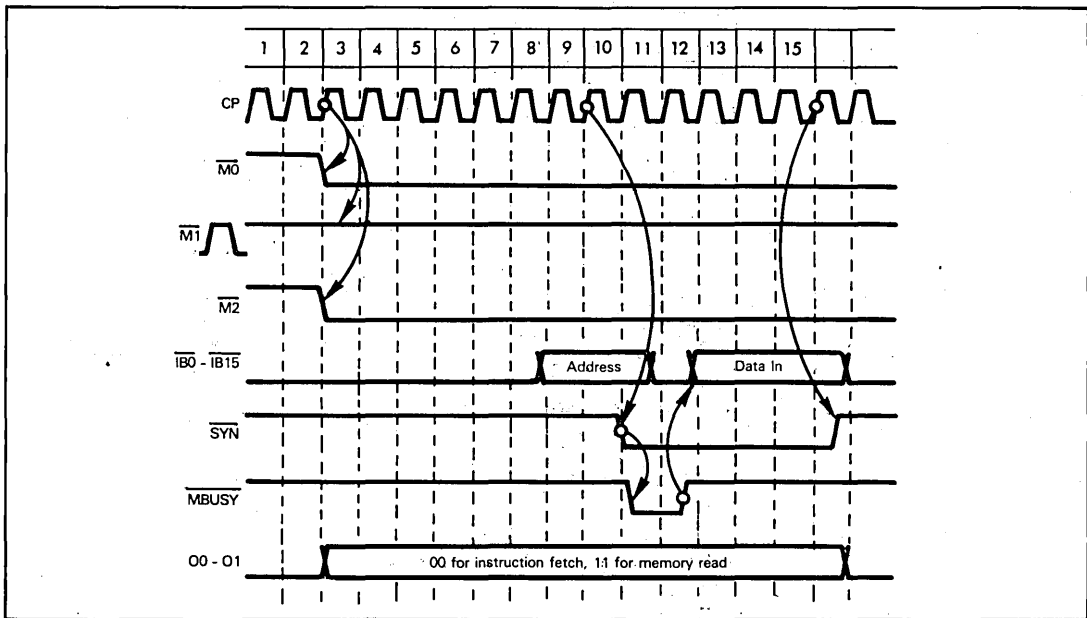 1 2 3 4 5 6 7 8 9 10 11 12 13 14 15
CP
M0
M1
M2
IB0 - IB15
Address
Data In
SYN
MBUSY
O0 - O1
00 for instruction fetch, 11 for memory read